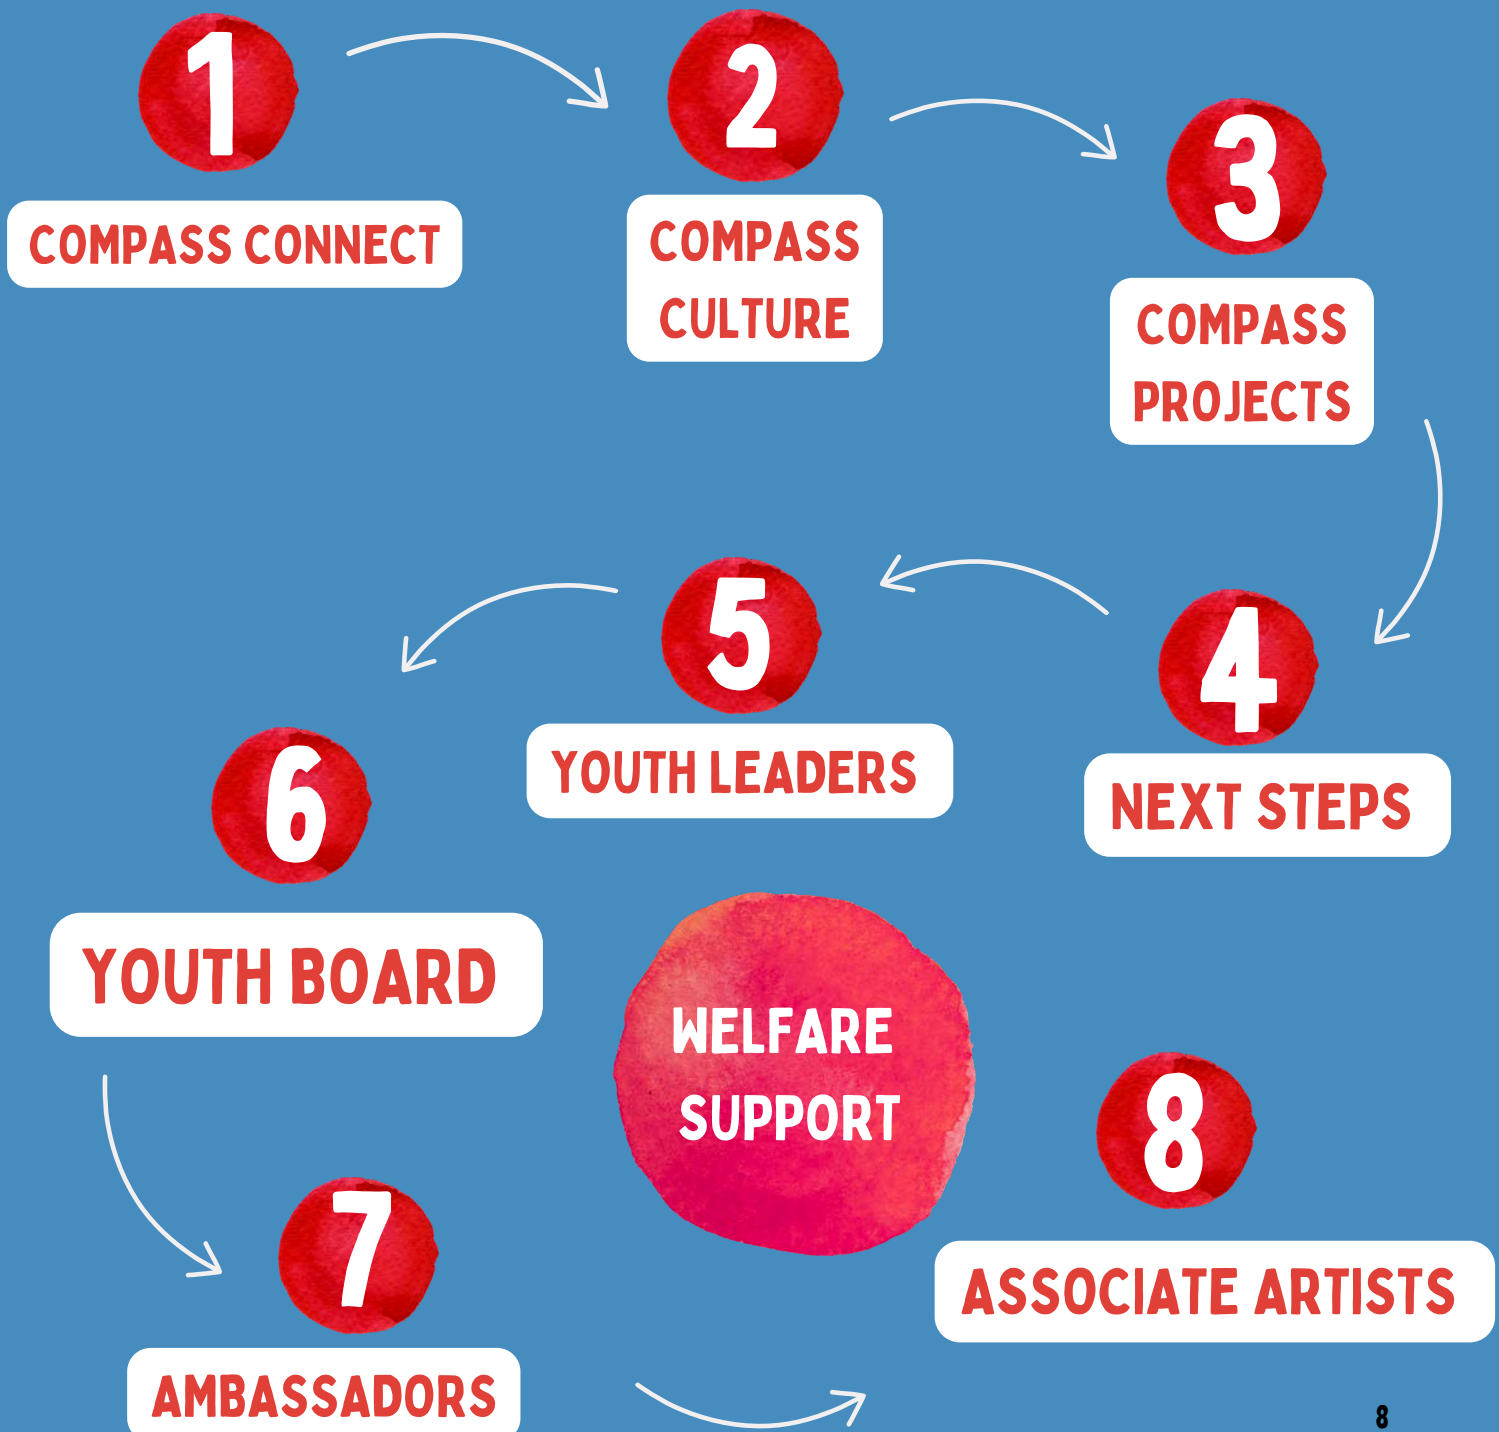 1
COMPASS CONNECT
2
COMPASS
CULTURE
3
COMPASS
PROJECTS
4
NEXT STEPS
5
YOUTH LEADERS
6
YOUTH BOARD
7
AMBASSADORS
8
ASSOCIATE ARTISTS
WELFARE
SUPPORT
8